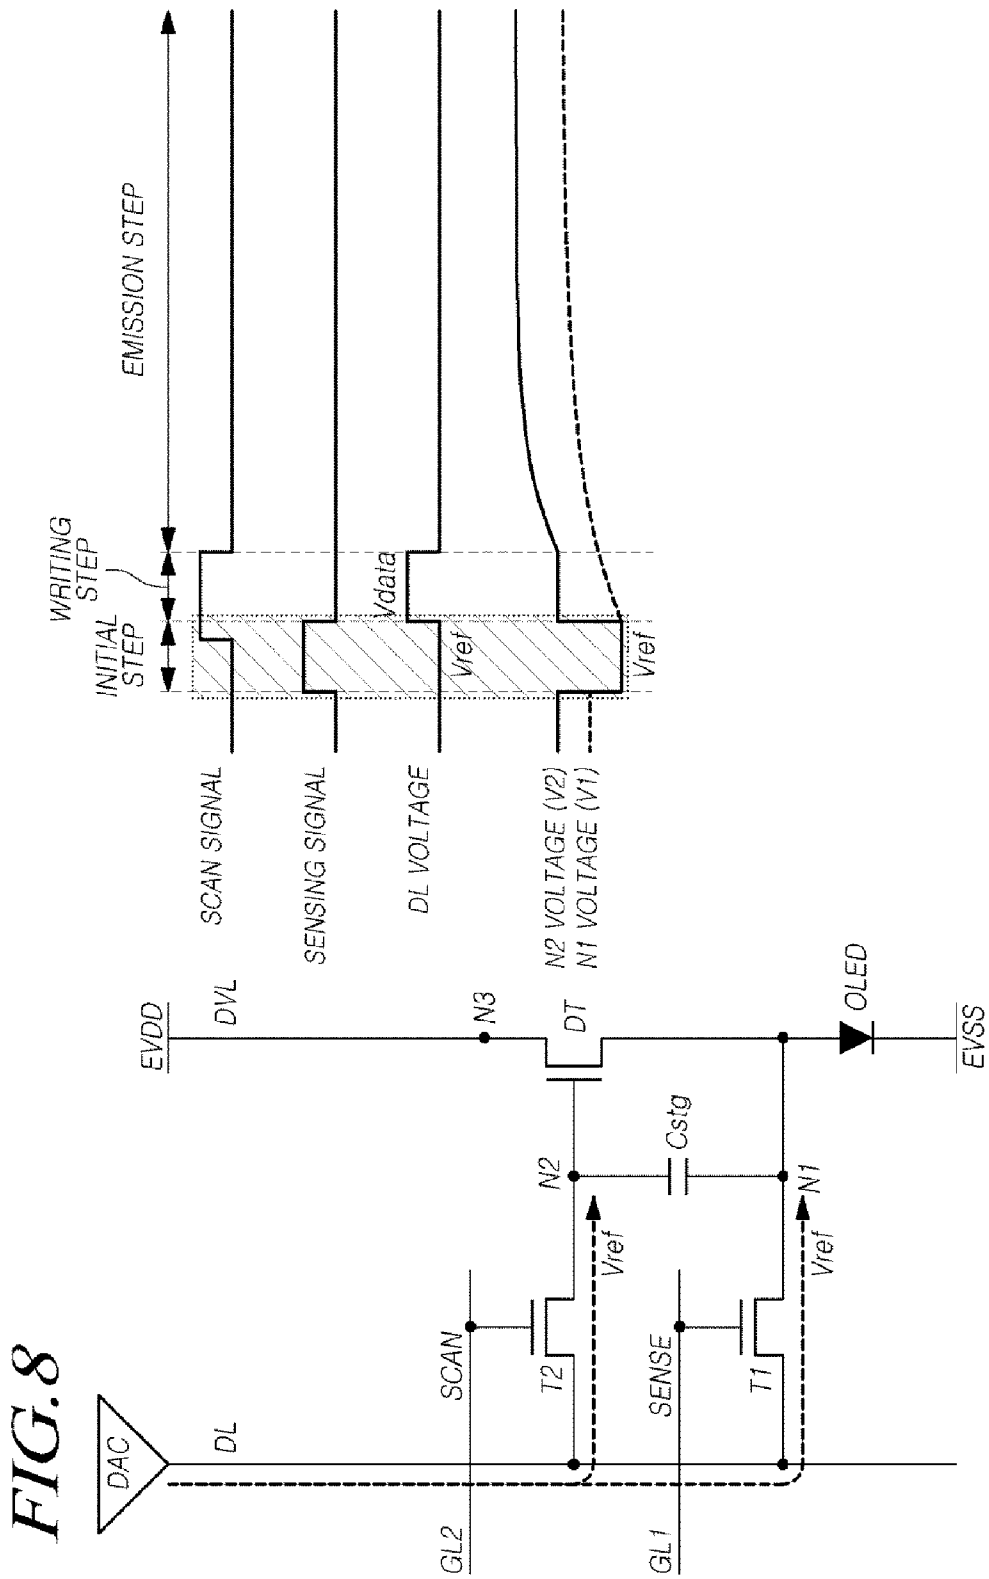 FIG.8
DAC
DL
GL2
SCAN
T2
N2
Vref
GL1
SENSE
T1
N1
Vref
Cstg
EVDD
DVL
N3
DT
OLED
EVSS
INITIAL
STEP
WRITING
STEP
EMISSION STEP
SCAN SIGNAL
SENSING SIGNAL
DL VOLTAGE
Vref
Vdata
N2 VOLTAGE (V2)
N1 VOLTAGE (V1)
Vref